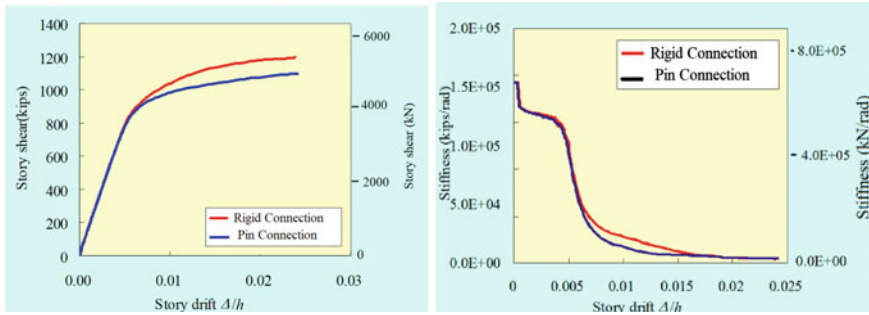 1400
1200
1000
800
600
400
200
0
Story shear(kips)
6000
4000
2000
0
Story shear (kN)
Rigid Connection
Pin Connection
0.00
0.01
0.02
0.03
Story drift Δ/h
2.0E+05
1.5E+05
1.0E+05
5.0E+04
0.0E+00
Stiffness (kips/rad)
8.0E+05
4.0E+05
0.0E+00
Stiffness (kN/rad)
Rigid Connection
Pin Connection
0
0.005
0.01
0.015
0.02
0.025
Story drift Δ/h